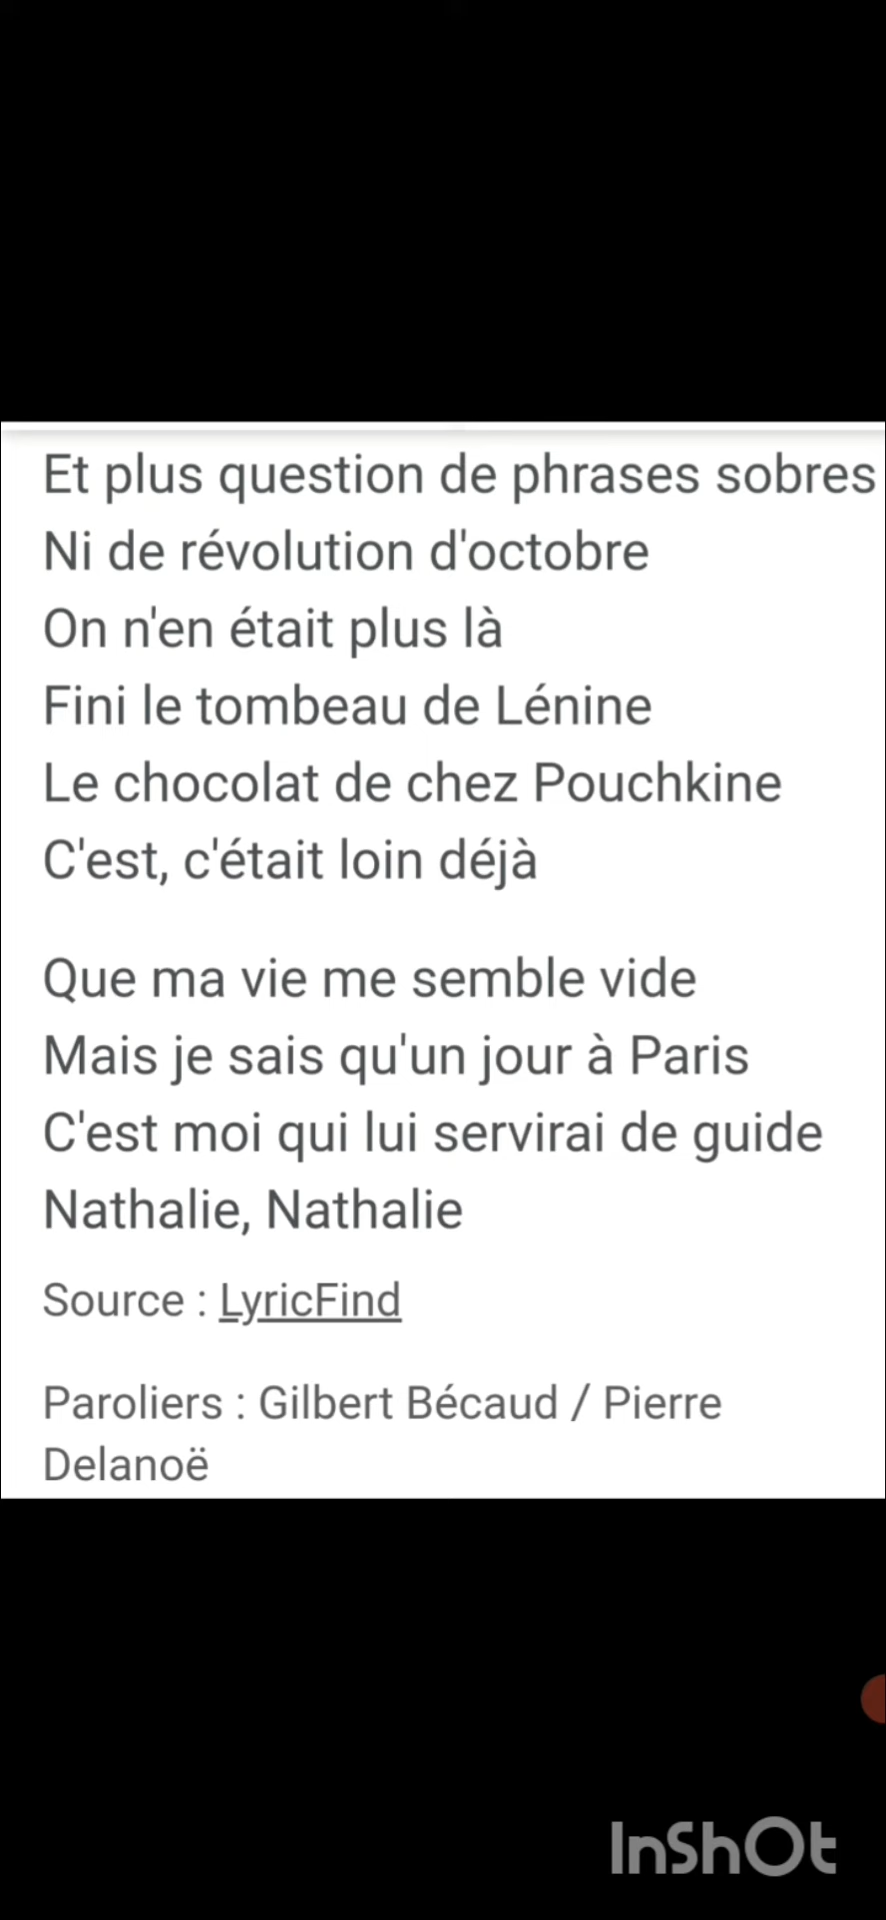 Et plus question de phrases sobres
Ni de révolution d'octobre
On n'en était plus là
Fini le tombeau de Lénine
Le chocolat de chez Pouchkine
C'est, c'était loin déjà
Que ma vie me semble vide
Mais je sais qu'un jour à Paris
C'est moi qui lui servirai de guide
Nathalie, Nathalie
Source : LyricFind
Paroliers : Gilbert Bécaud / Pierre
Delanoë
InShOt